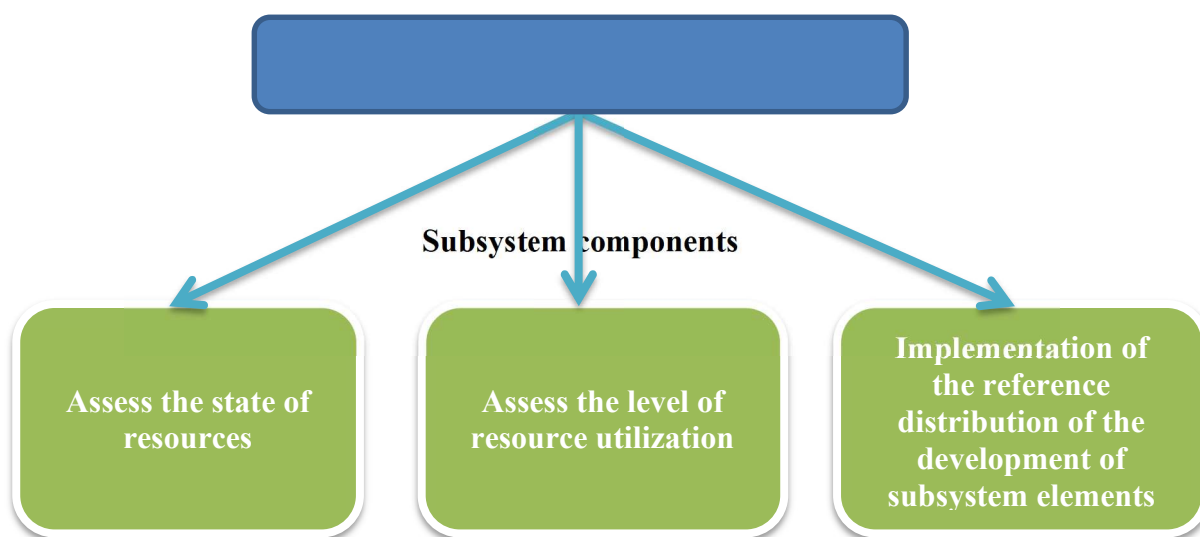 Subsystem components
Assess the state of
resources
Assess the level of
resource utilization
Implementation of
the reference
distribution of the
development of
subsystem elements